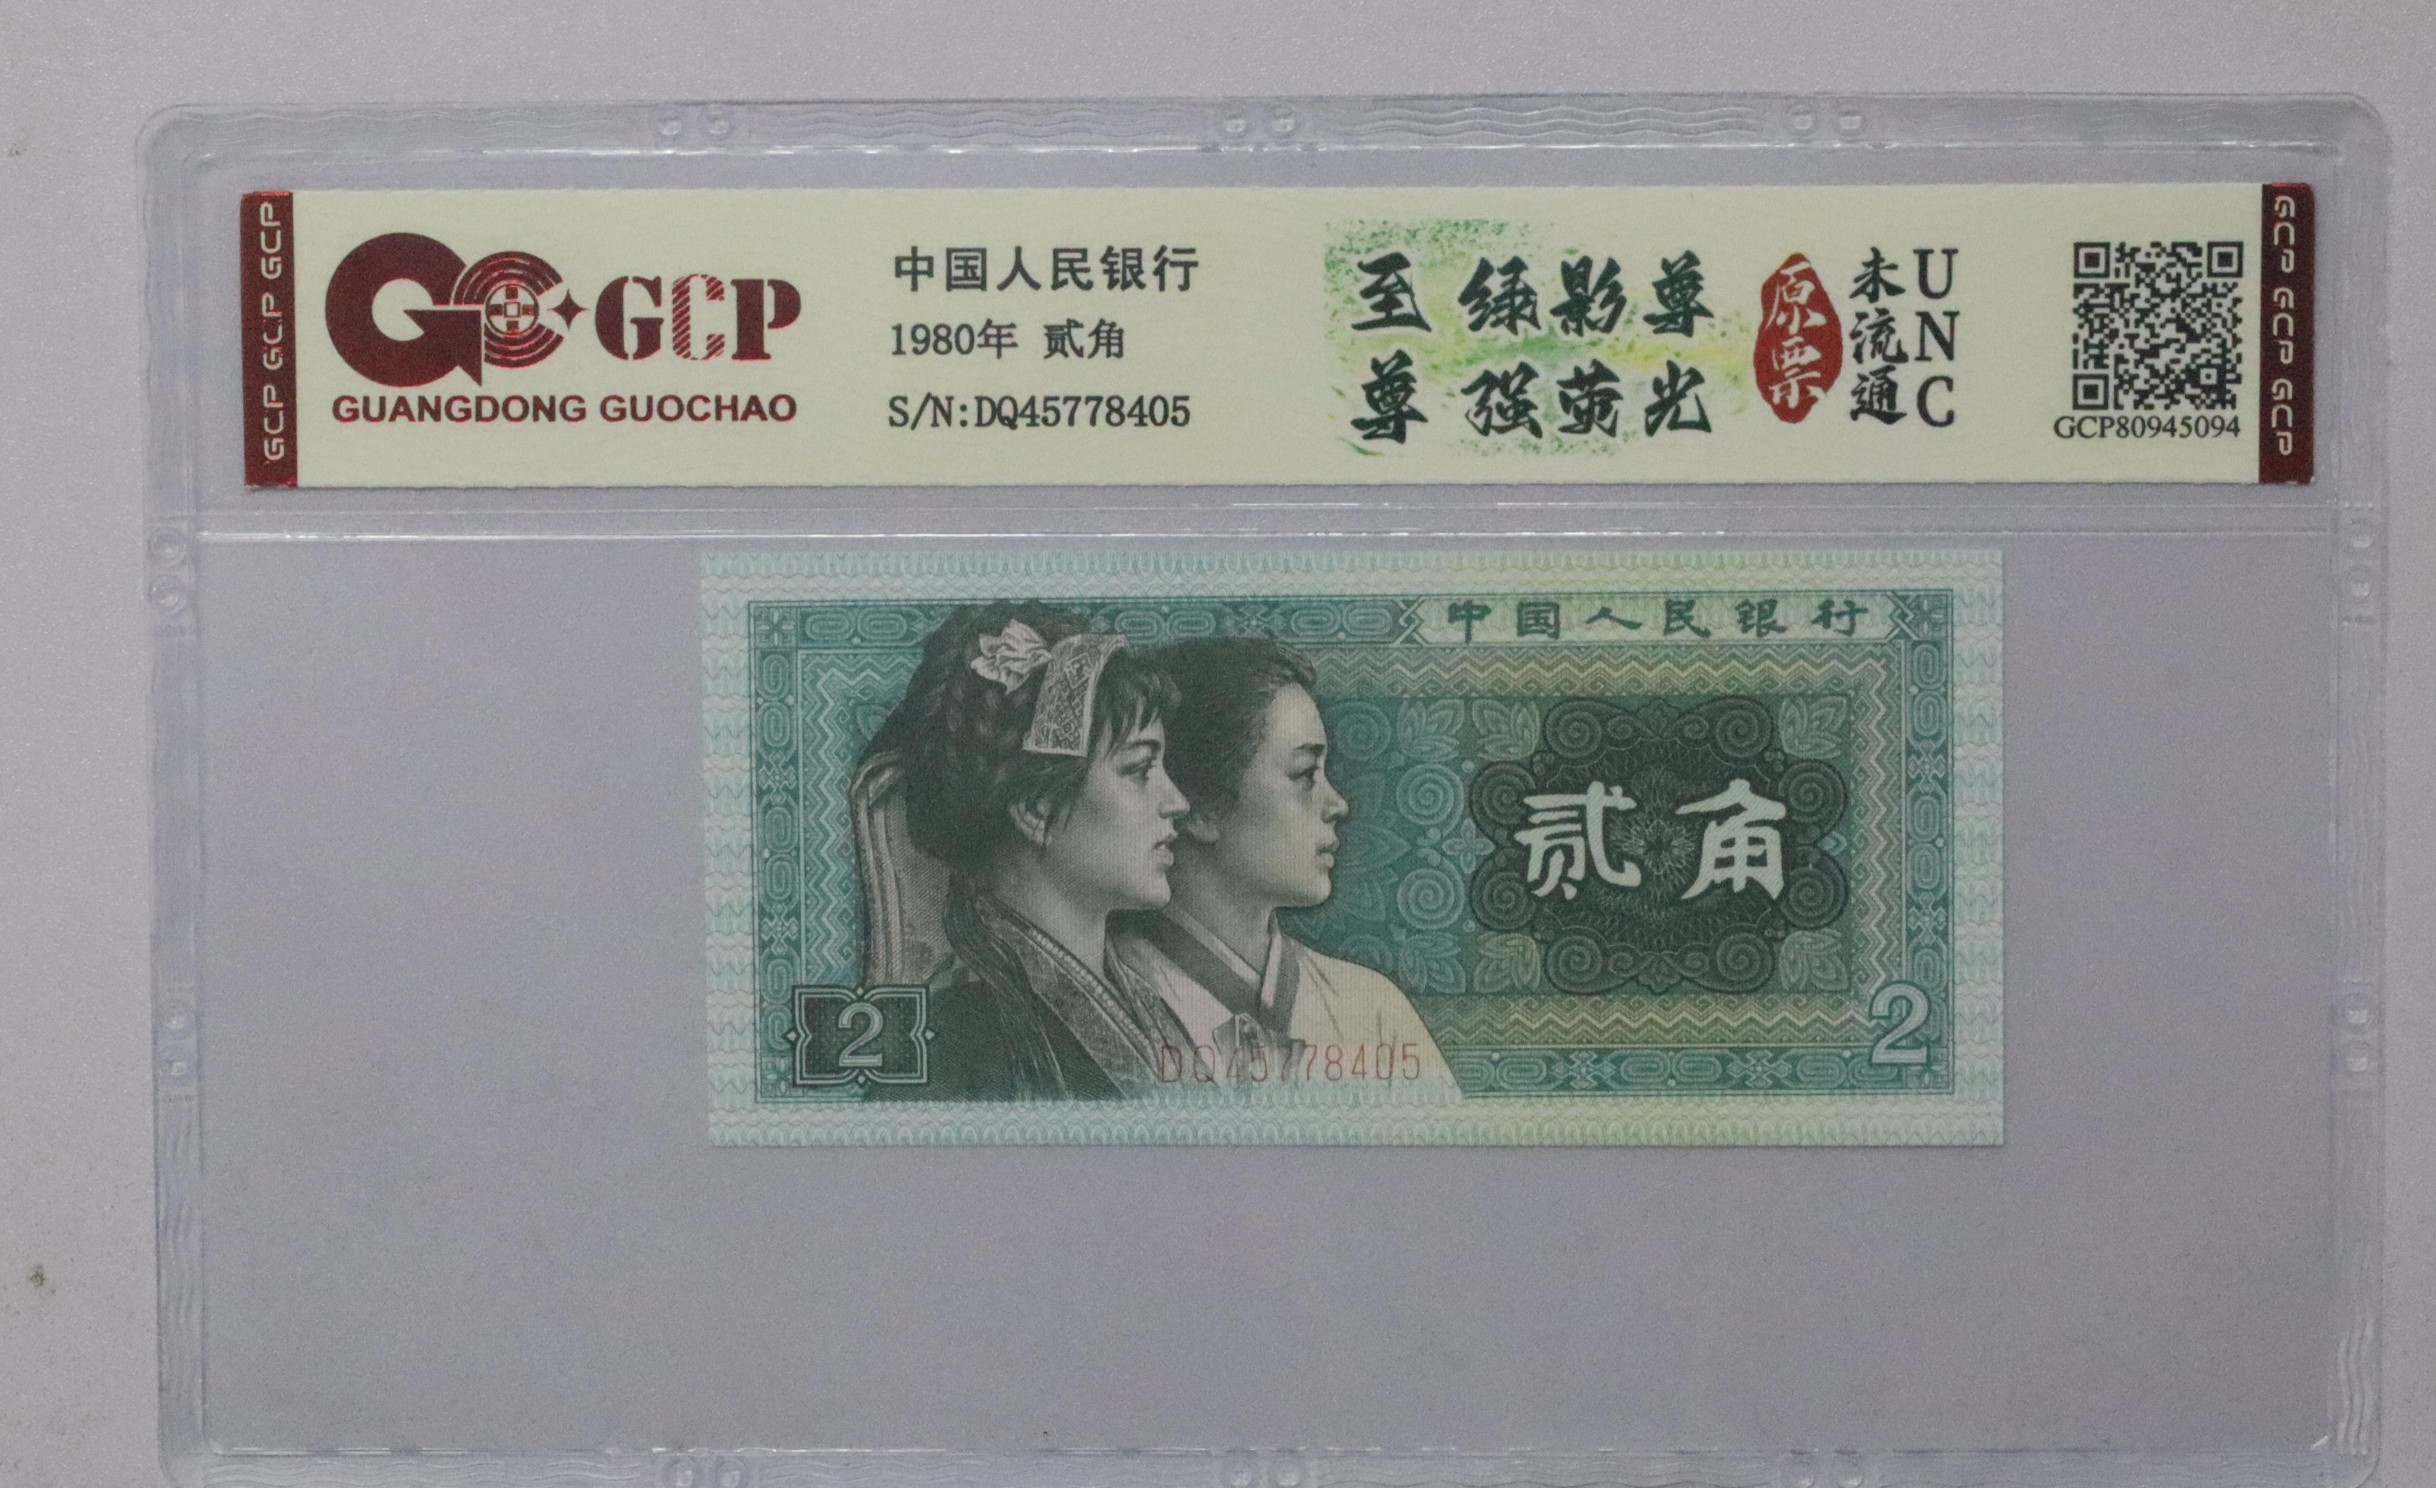 GCP GCP GCP
GCP
GUANGDONG GUOCHAO
中国人民银行
1980年 贰角
S/N:DQ45778405
至尊
绿影尊
强荧光
原票
未流通
UNC
GCP80945094
GCP GCP GCP
中国人民银行
贰角
2
2
DQ45778405